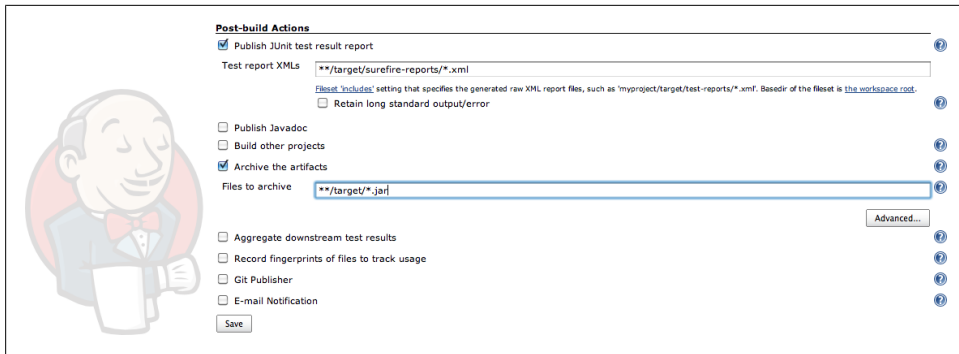 Post-build Actions
Publish JUnit test result report
Test report XMLs
**/target/surefire-reports/*.xml
Fileset 'includes' setting that specifies the generated raw XML report files, such as 'myproject/target/test-reports/*.xml'. Basedir of the fileset is the workspace root.
Retain long standard output/error
Publish Javadoc
Build other projects
Archive the artifacts
Files to archive
**/target/*.jar
Advanced...
Aggregate downstream test results
Record fingerprints of files to track usage
Git Publisher
E-mail Notification
Save